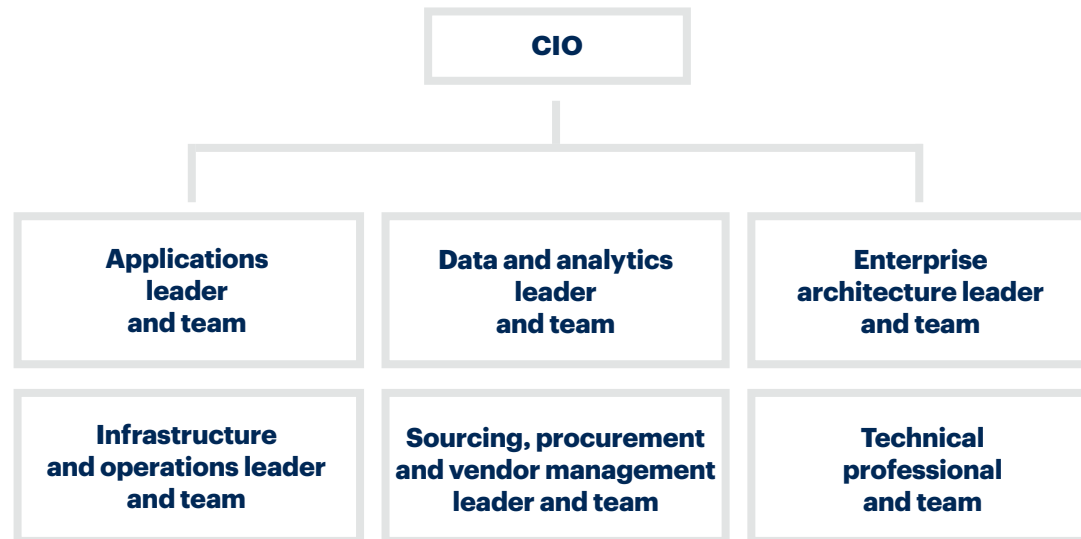 CIO
Applications
leader
and team
Data and analytics
leader
and team
Enterprise
architecture leader
and team
Infrastructure
and operations leader
and team
Sourcing, procurement
and vendor management
leader and team
Technical
professional
and team